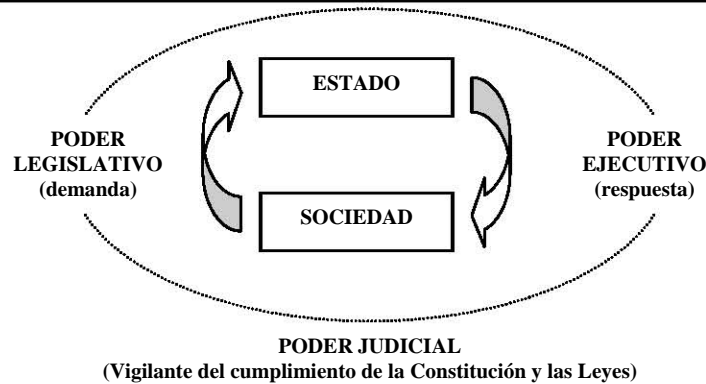 ESTADO
PODER
LEGISLATIVO
(demanda)
PODER
EJECUTIVO
(respuesta)
SOCIEDAD
PODER JUDICIAL
(Vigilante del cumplimiento de la Constitución y las Leyes)